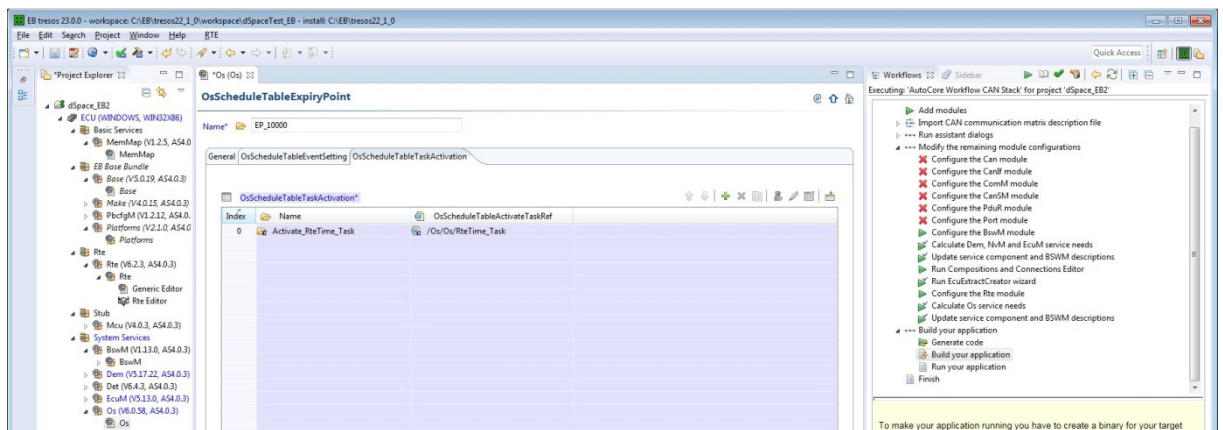 EB tresos 23.0.0 - workspace: C:\EB\tresos22_1_0\workspace\dSpaceTest_EB - install: C:\EB\tresos22_1_0
File Edit Search Project Window Help RTE
Quick Access
*Project Explorer
dSpace_EB2
ECU (WINDOWS, WIN32X86)
Basic Services
MemMap (V1.2.5, AS4.0
MemMap
EB Base Bundle
Base (V5.0.19, AS4.0.3)
Base
Make (V4.0.15, AS4.0.3)
PbcfgM (V1.2.12, AS4.0.
Platforms (V2.1.0, AS4.0
Platforms
Rte
Rte (V6.2.3, AS4.0.3)
Rte
Generic Editor
Rte Editor
Stub
Mcu (V4.0.3, AS4.0.3)
System Services
BswM (V1.13.0, AS4.0.3)
BswM
Dem (V5.17.22, AS4.0.3)
Det (V6.4.3, AS4.0.3)
EcuM (V5.13.0, AS4.0.3)
Os (V6.0.58, AS4.0.3)
Os
*Os (Os)
OsScheduleTableExpiryPoint
Name* EP_10000
General OsScheduleTableEventSetting OsScheduleTableTaskActivation
OsScheduleTableTaskActivation*
Index Name OsScheduleTableActivateTaskRef
0 Activate_RteTime_Task /Os/Os/RteTime_Task
Workflows Sidebar
Executing: 'AutoCore Workflow CAN Stack' for project 'dSpace_EB2'
Add modules
Import CAN communication matrix description file
Run assistant dialogs
Modify the remaining module configurations
Configure the Can module
Configure the CanIf module
Configure the ComM module
Configure the CanSM module
Configure the PduR module
Configure the Port module
Configure the BswM module
Calculate Dem, NvM and EcuM service needs
Update service component and BSWM descriptions
Run Compositions and Connections Editor
Run EcuExtractCreator wizard
Configure the Rte module
Calculate Os service needs
Update service component and BSWM descriptions
Build your application
Generate code
Build your application
Run your application
Finish
To make your application running you have to create a binary for your target